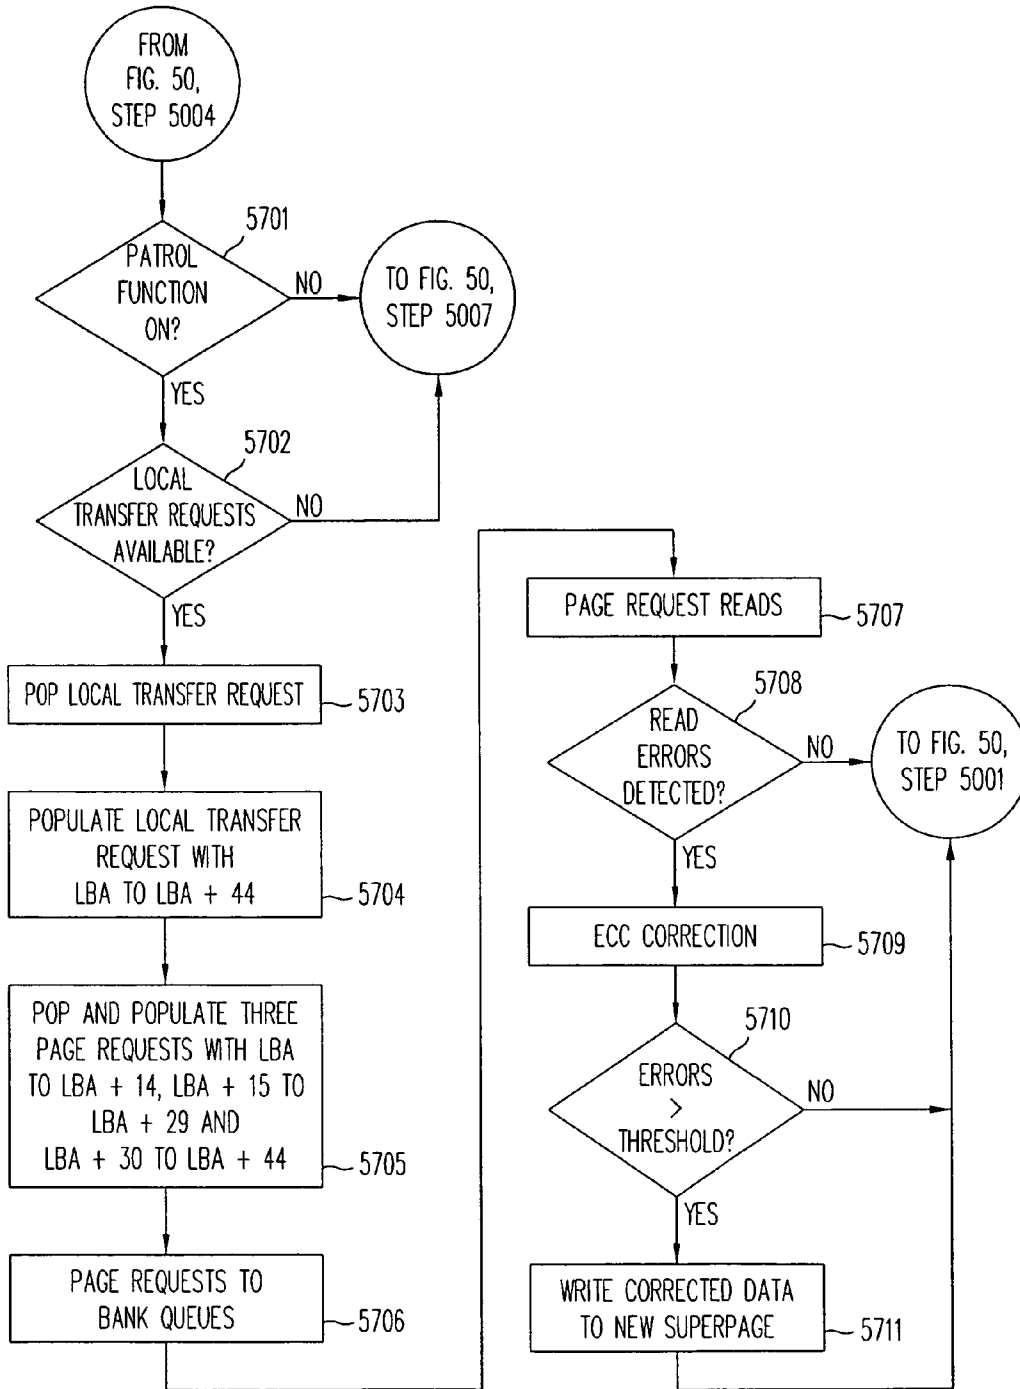 FROM
FIG. 50,
STEP 5004
5701
PATROL
FUNCTION
ON?
NO
TO FIG. 50,
STEP 5007
YES
5702
LOCAL
TRANSFER REQUESTS
AVAILABLE?
NO
YES
POP LOCAL TRANSFER REQUEST
5703
POPULATE LOCAL TRANSFER
REQUEST WITH
LBA TO LBA + 44
5704
POP AND POPULATE THREE
PAGE REQUESTS WITH LBA
TO LBA + 14, LBA + 15 TO
LBA + 29 AND
LBA + 30 TO LBA + 44
5705
PAGE REQUESTS TO
BANK QUEUES
5706
PAGE REQUEST READS
5707
5708
READ
ERRORS
DETECTED?
NO
TO FIG. 50,
STEP 5001
YES
ECC CORRECTION
5709
5710
ERRORS
>
THRESHOLD?
NO
YES
WRITE CORRECTED DATA
TO NEW SUPERPAGE
5711